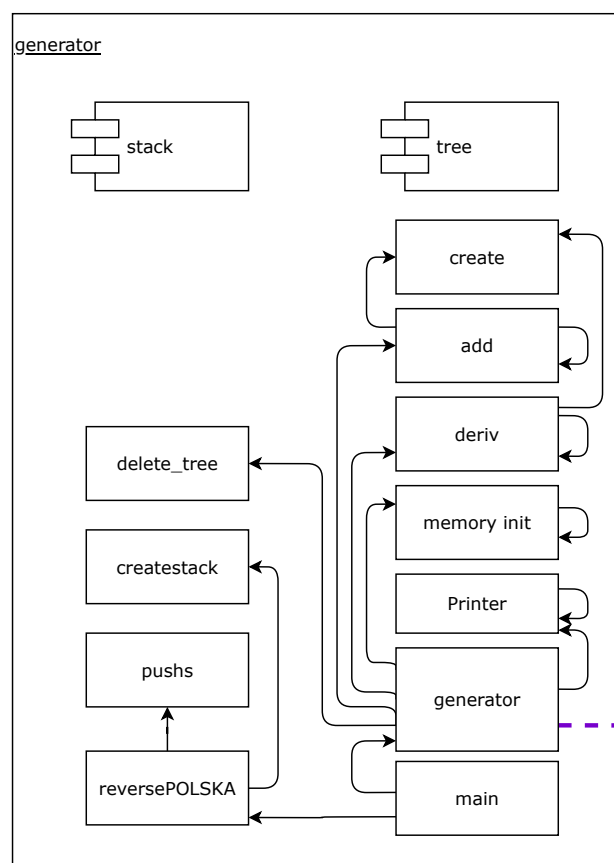 generator
stack
tree
create
add
deriv
delete_tree
memory init
createstack
Printer
pushs
generator
reversePOLSKA
main